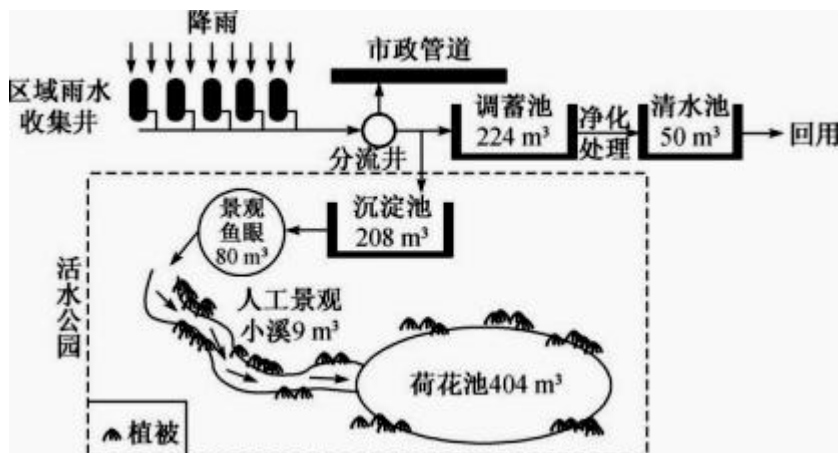 降雨
市政管道
区域雨水
收集井
分流井
调蓄池
224 m³
净化
处理
清水池
50 m³
回用
沉淀池
208 m³
景观
鱼眼
80 m³
活水公园
人工景观
小溪9 m³
荷花池404 m³
植被